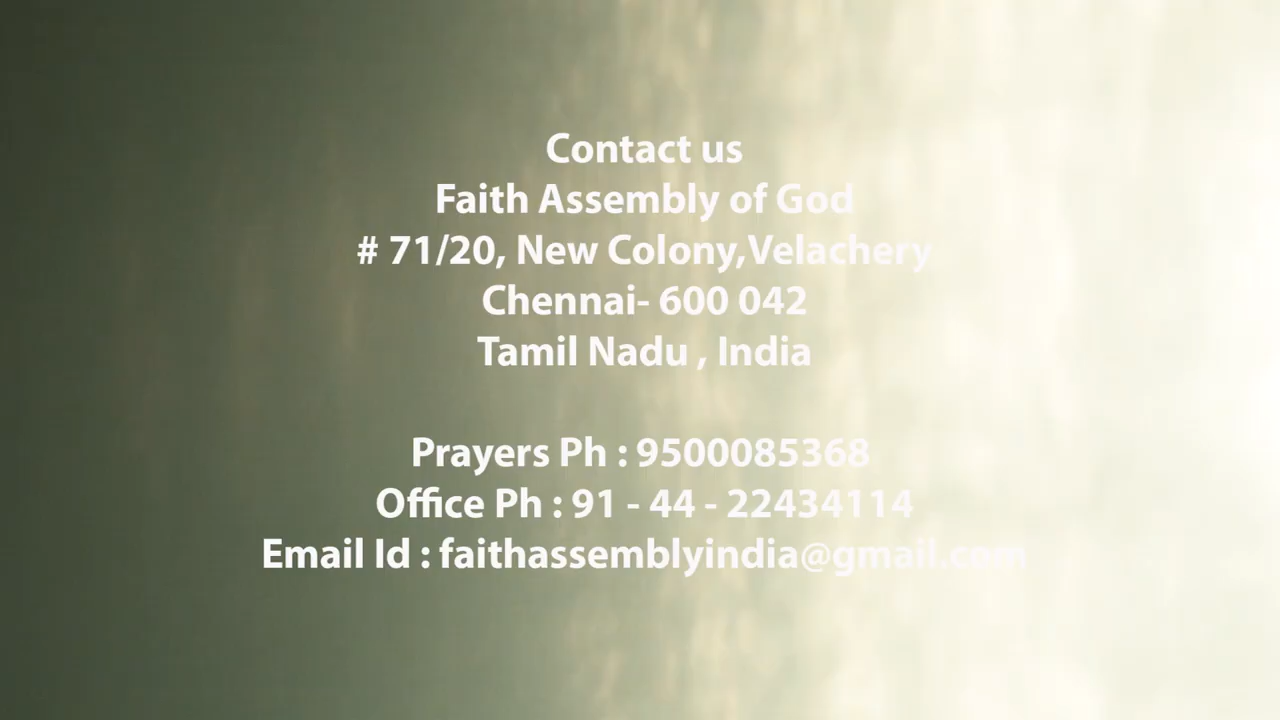 Contact us
Faith Assembly of God
# 71/20, New Colony,Velachery
Chennai- 600 042
Tamil Nadu , India
Prayers Ph : 9500085368
Office Ph : 91 - 44 - 22434114
Email Id : faithassemblyindia@gmail.com